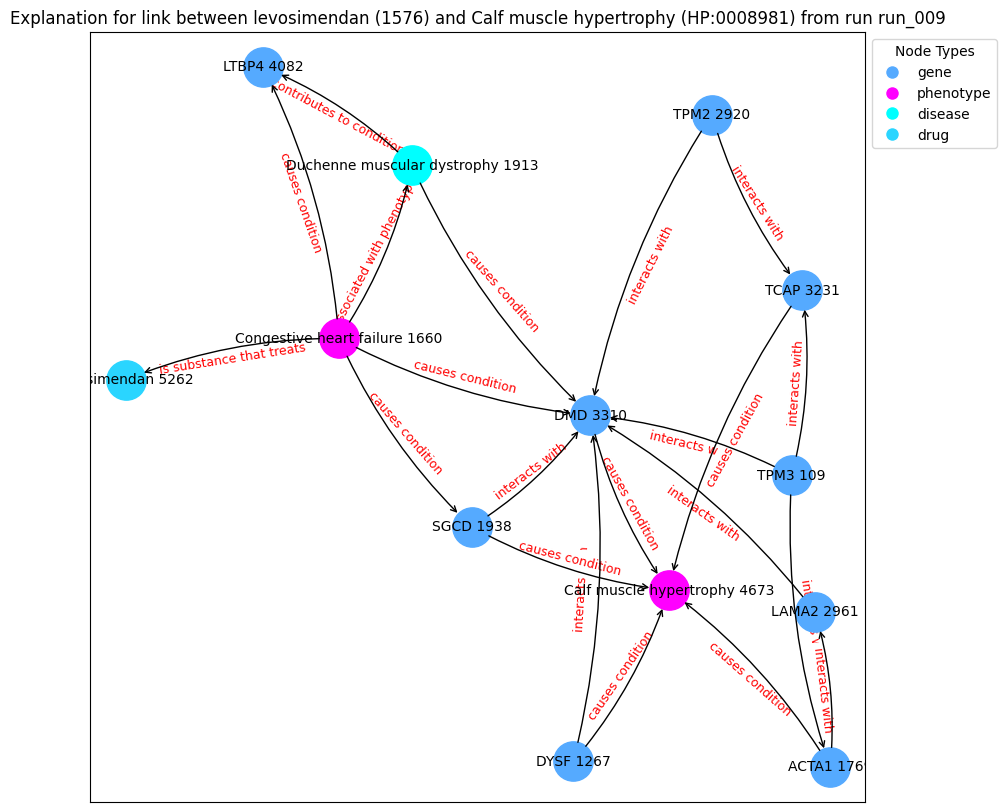 Explanation for link between levosimendan (1576) and Calf muscle hypertrophy (HP:0008981) from run run_009
Node Types
gene
phenotype
disease
drug
LTBP4 4082
contributes to condition
TPM2 2920
Duchenne muscular dystrophy 1913
causes condition
interacts with
associated with phenotype
interacts with
causes condition
TCAP 3231
Congestive heart failure 1660
is substance that treats
simendan 5262
causes condition
interacts with
causes condition
DMD 3310
interacts w
causes condition
TPM3 109
interacts with
causes condition
interacts with
SGCD 1938
causes condition
interacts
Calf muscle hypertrophy 4673
LAMA2 2961
interacts with
causes condition
causes condition
DYSF 1267
ACTA1 176